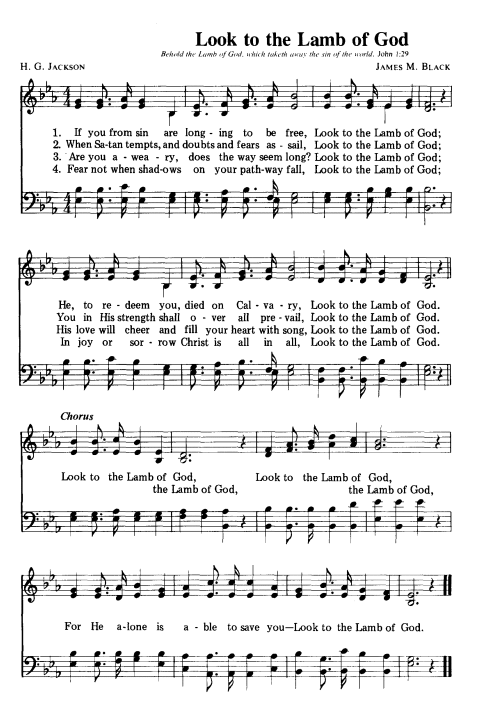 Look to the Lamb of God
Behold the Lamb of God, which taketh away the sin of the world. John 1:29
H. G. JACKSON
JAMES M. BLACK
1. If you from sin are long - ing to be free, Look to the Lamb of God;
2. When Sa-tan tempts, and doubts and fears as - sail, Look to the Lamb of God;
3. Are you a - wea - ry, does the way seem long? Look to the Lamb of God;
4. Fear not when shad-ows on your path-way fall, Look to the Lamb of God;
He, to re - deem you, died on Cal - va - ry, Look to the Lamb of God.
You in His strength shall o - ver all pre - vail, Look to the Lamb of God.
His love will cheer and fill your heart with song, Look to the Lamb of God.
In joy or sor - row Christ is all in all, Look to the Lamb of God.
Chorus
Look to the Lamb of God, Look to the Lamb of God,
the Lamb of God, the Lamb of God,
For He a-lone is a - ble to save you—Look to the Lamb of God.